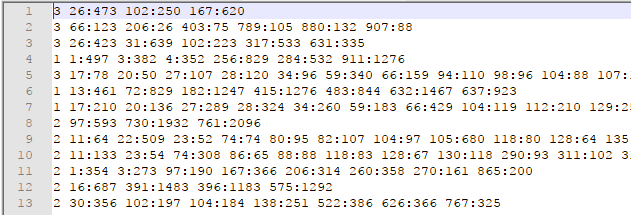 1 3 26:473 102:250 167:620
2 3 66:123 206:26 403:75 789:105 880:132 907:88
3 3 26:423 31:639 102:223 317:533 631:335
4 1 1:497 3:382 4:352 256:829 284:532 911:1276
5 3 17:78 20:50 27:107 28:120 34:96 59:340 66:159 94:110 98:96 104:88 107:
6 1 13:461 72:829 182:1247 415:1276 483:844 632:1467 637:923
7 1 17:210 20:136 27:289 28:324 34:260 59:183 66:429 104:119 112:210 129:2
8 2 97:593 730:1932 761:2096
9 2 11:64 22:509 23:52 74:74 80:95 82:107 104:97 105:680 118:80 128:64 135
10 2 11:133 23:54 74:308 86:65 88:88 118:83 128:67 130:118 290:93 311:102 3
11 2 1:354 3:273 97:190 167:366 206:314 260:358 270:161 865:200
12 2 16:687 391:1483 396:1183 575:1292
13 2 30:356 102:197 104:184 138:251 522:386 626:366 767:325